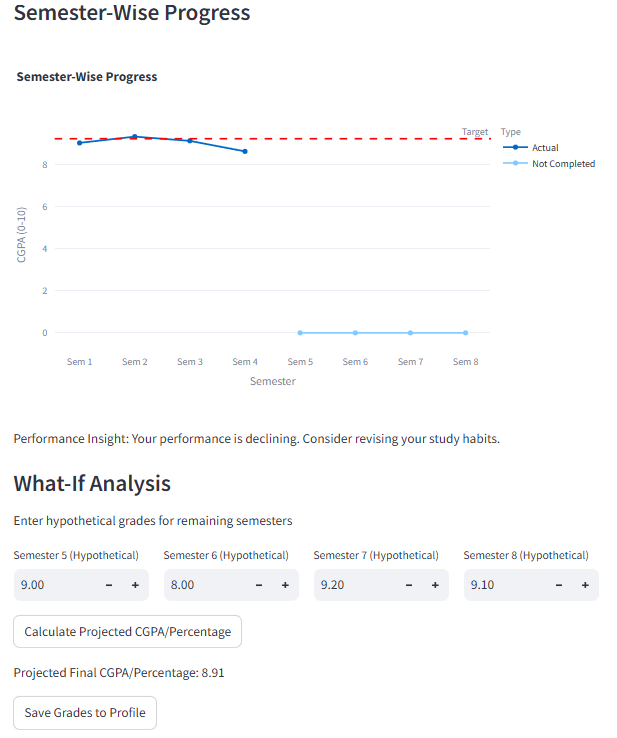 Semester-Wise Progress
Semester-Wise Progress
Target Type
Actual
Not Completed
8
6
4
2
0
CGPA (0-10)
Sem 1 Sem 2 Sem 3 Sem 4 Sem 5 Sem 6 Sem 7 Sem 8
Semester
Performance Insight: Your performance is declining. Consider revising your study habits.
What-If Analysis
Enter hypothetical grades for remaining semesters
Semester 5 (Hypothetical) Semester 6 (Hypothetical) Semester 7 (Hypothetical) Semester 8 (Hypothetical)
9.00 - + 8.00 - + 9.20 - + 9.10 - +
Calculate Projected CGPA/Percentage
Projected Final CGPA/Percentage: 8.91
Save Grades to Profile